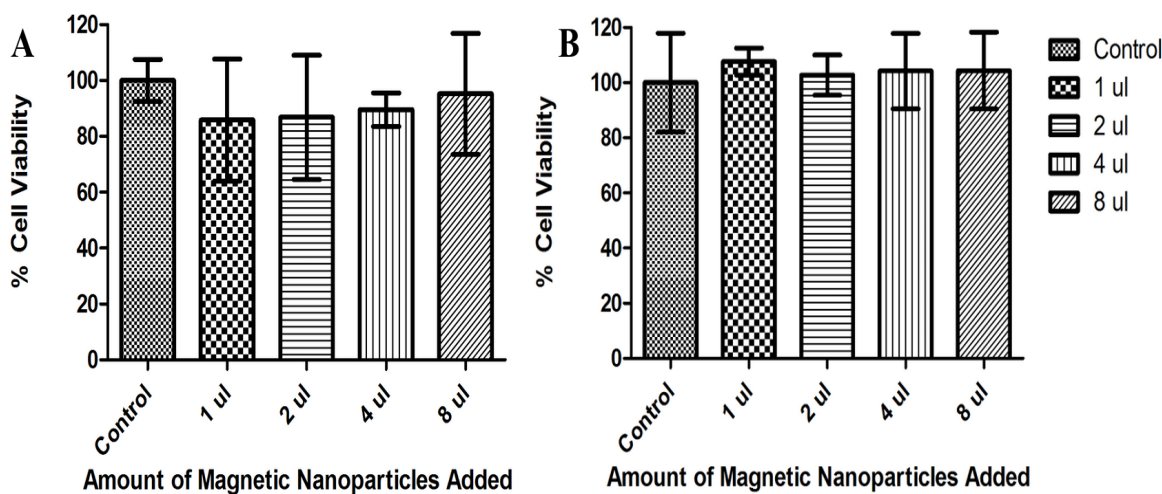 A
% Cell Viability
120
100
80
60
40
20
0
Control
1 ul
2 ul
4 ul
8 ul
Amount of Magnetic Nanoparticles Added
B
% Cell Viability
120
100
80
60
40
20
0
Control
1 ul
2 ul
4 ul
8 ul
Amount of Magnetic Nanoparticles Added
Control
1 ul
2 ul
4 ul
8 ul